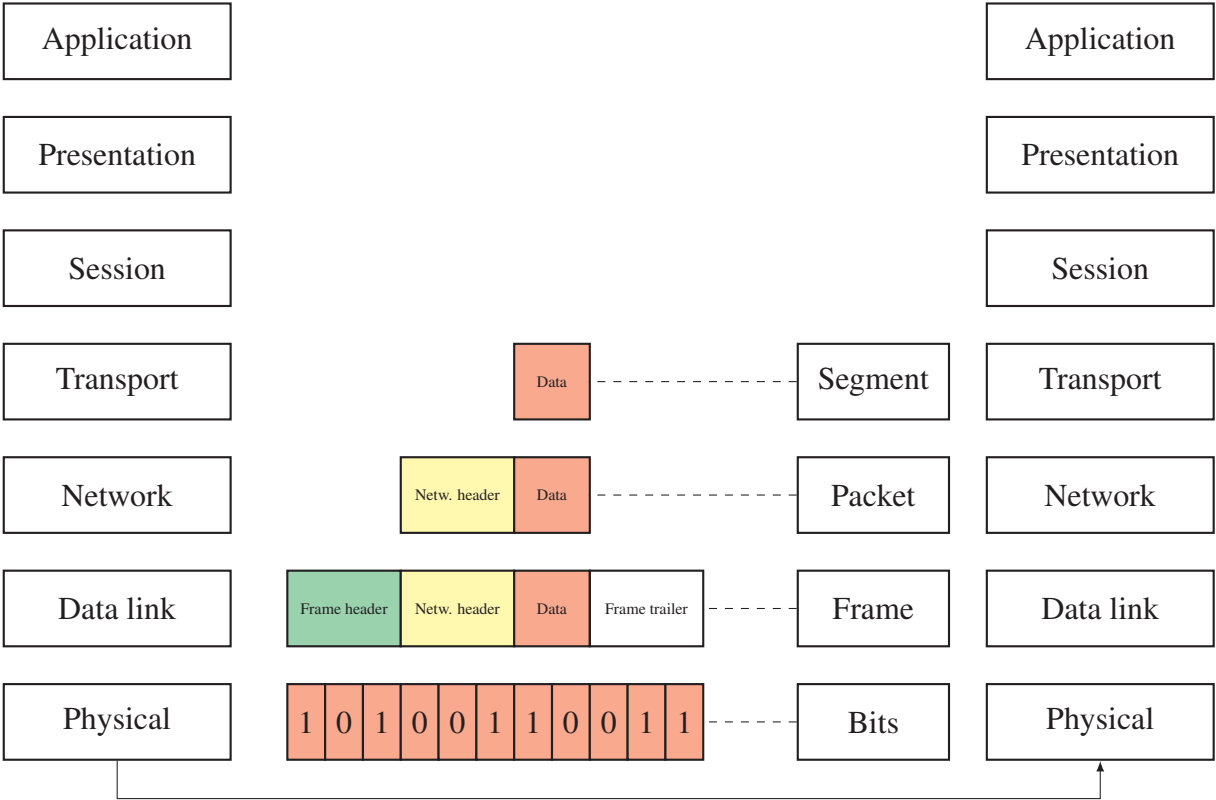 Application Application
Presentation Presentation
Session Session
Transport Data Segment Transport
Network Netw. header Data Packet Network
Data link Frame header Netw. header Data Frame trailer Frame Data link
Physical 1 0 1 0 0 1 1 0 0 1 1 Bits Physical